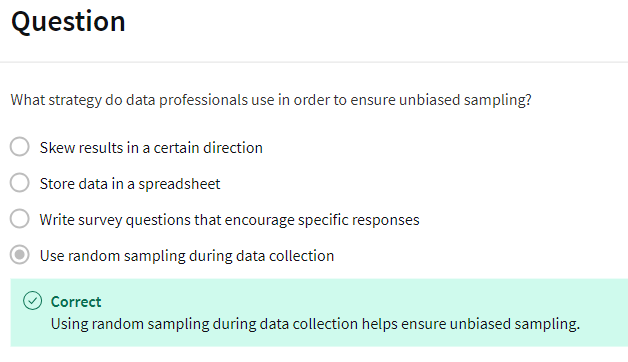 Question
What strategy do data professionals use in order to ensure unbiased sampling?
Skew results in a certain direction
Store data in a spreadsheet
Write survey questions that encourage specific responses
Use random sampling during data collection
Correct
Using random sampling during data collection helps ensure unbiased sampling.